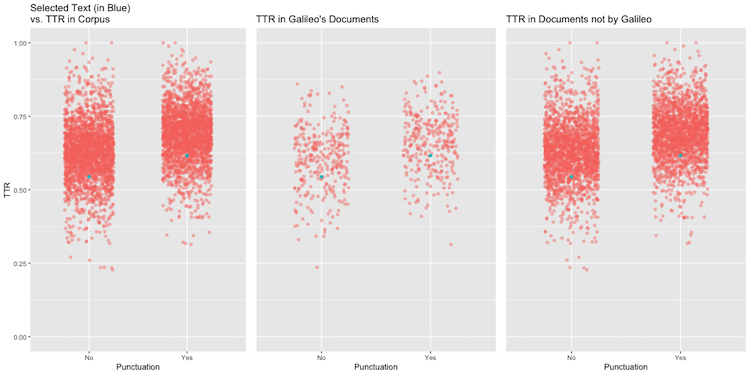 Selected Text (in Blue)
vs. TTR in Corpus
TTR in Galileo's Documents
TTR in Documents not by Galileo
TTR
1.00
0.75
0.50
0.25
0.00
No
Yes
No
Yes
No
Yes
Punctuation
Punctuation
Punctuation